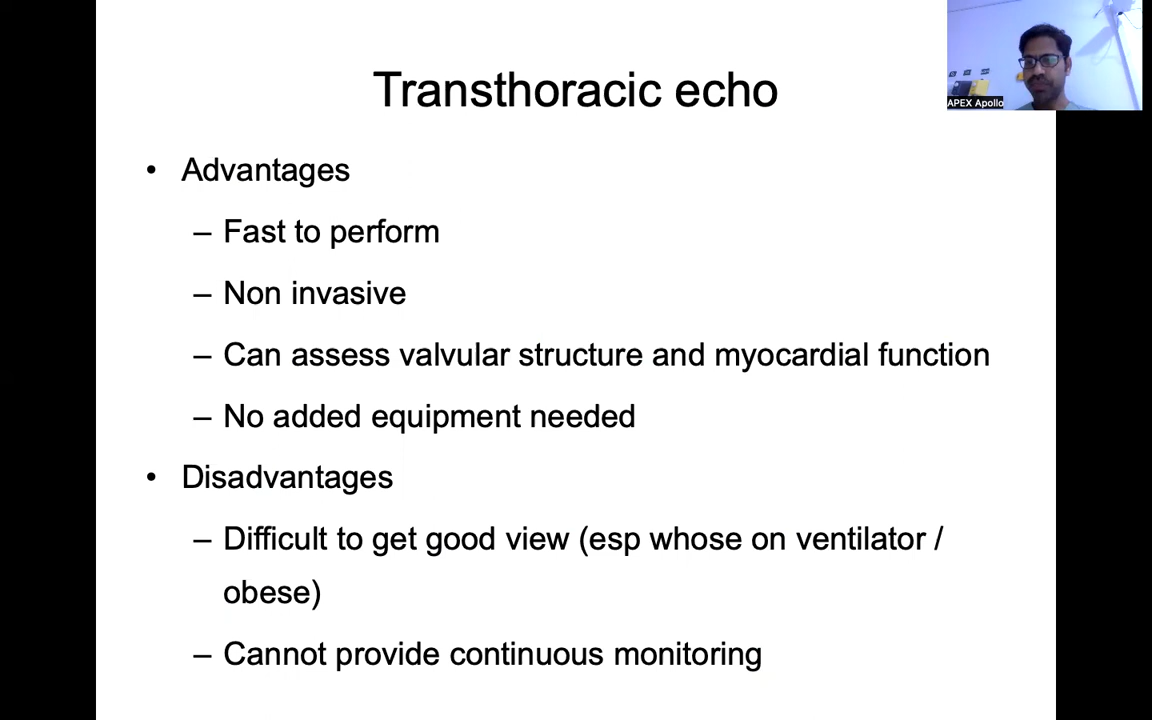 Transthoracic echo
APEX Apollo
• Advantages
– Fast to perform
– Non invasive
– Can assess valvular structure and myocardial function
– No added equipment needed
• Disadvantages
– Difficult to get good view (esp whose on ventilator /
obese)
– Cannot provide continuous monitoring